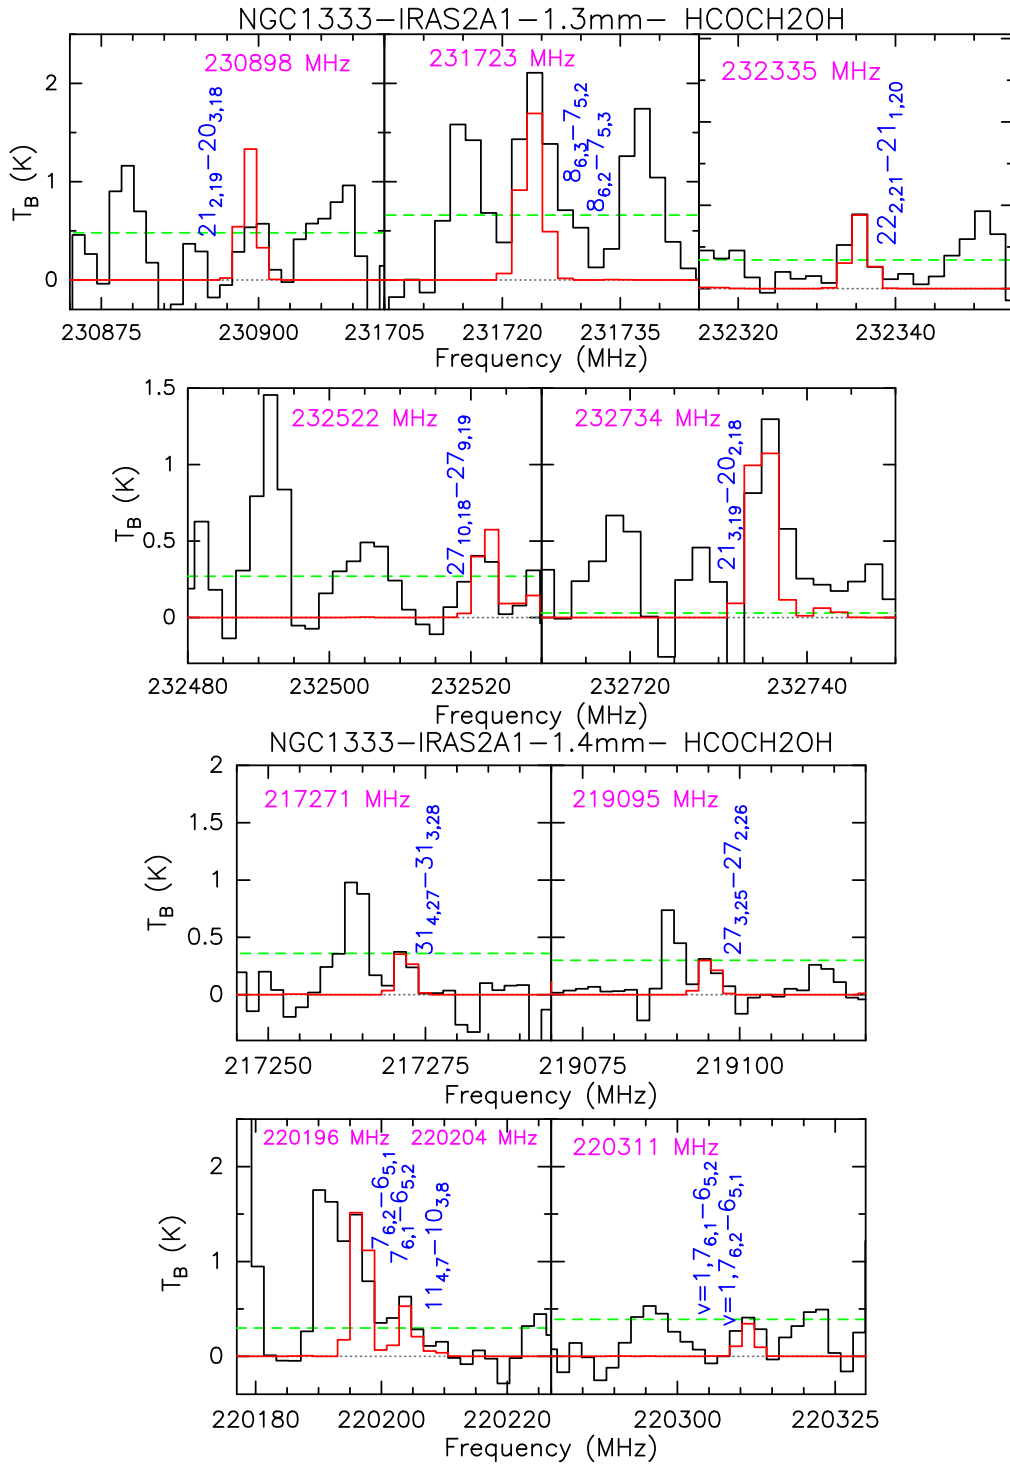 NGC1333-IRAS2A1-1.3mm- HCOCH2OH
230898 MHz
231723 MHz
232335 MHz
212,19-203,18
86,3-75,2
86,2-75,3
222,21-211,20
TB (K)
2
1
0
230875 230900 231705 231720 231735 232320 232340
Frequency (MHz)
232522 MHz
232734 MHz
2710,18-279,19
213,19-202,18
TB (K)
1.5
1
0.5
0
232480 232500 232520 232720 232740
Frequency (MHz)
NGC1333-IRAS2A1-1.4mm- HCOCH2OH
217271 MHz
219095 MHz
314,27-313,28
273,25-272,26
TB (K)
2
1.5
1
0.5
0
217250 217275 219075 219100
Frequency (MHz)
220196 MHz 220204 MHz
220311 MHz
76,2-65,1
76,1-65,2
114,7-103,8
v=1,76,1-65,2
v=1,76,2-65,1
TB (K)
2
1
0
220180 220200 220220 220300 220325
Frequency (MHz)